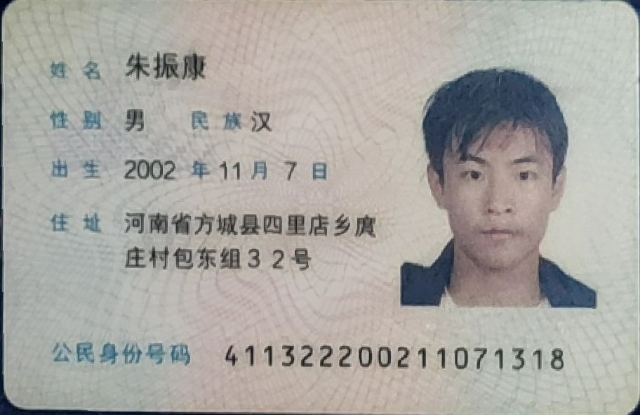 姓名 朱振康
性别 男 民族 汉
出生 2002 年 11 月 7 日
住址 河南省方城县四里店乡庹
庄村包东组32号
公民身份号码 411322200211071318